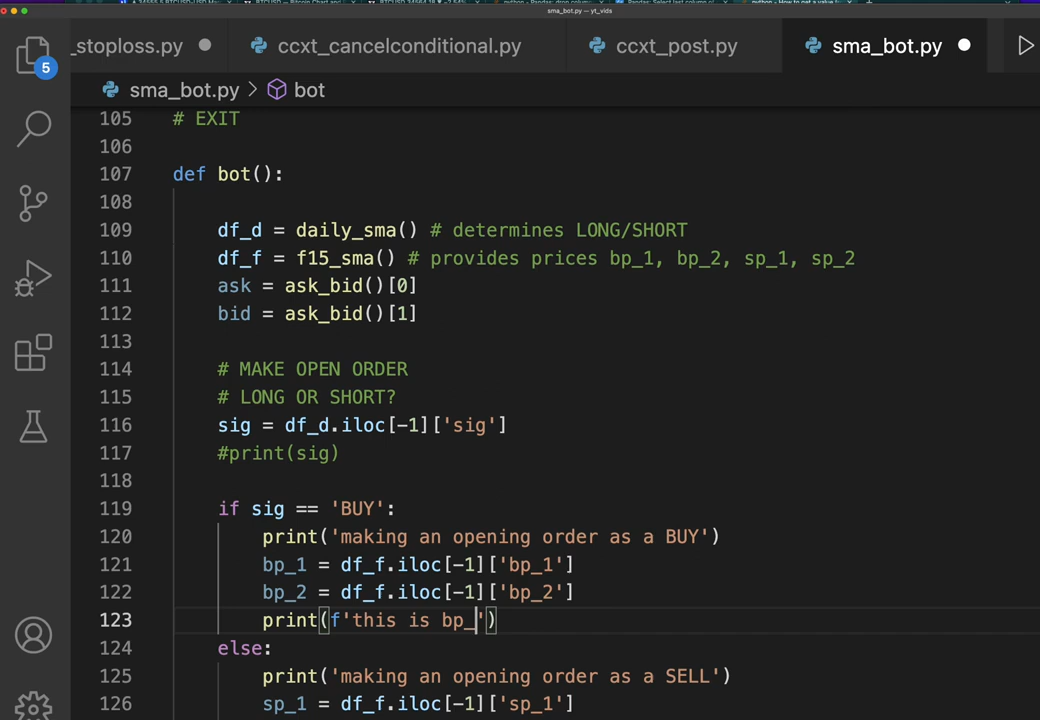 sma_bot.py — yt_vids
_stoploss.py
ccxt_cancelconditional.py
ccxt_post.py
sma_bot.py
5
sma_bot.py > bot
105 # EXIT
106
107 def bot():
108
109 df_d = daily_sma() # determines LONG/SHORT
110 df_f = f15_sma() # provides prices bp_1, bp_2, sp_1, sp_2
111 ask = ask_bid()[0]
112 bid = ask_bid()[1]
113
114 # MAKE OPEN ORDER
115 # LONG OR SHORT?
116 sig = df_d.iloc[-1]['sig']
117 #print(sig)
118
119 if sig == 'BUY':
120 print('making an opening order as a BUY')
121 bp_1 = df_f.iloc[-1]['bp_1']
122 bp_2 = df_f.iloc[-1]['bp_2']
123 print(f'this is bp_')
124 else:
125 print('making an opening order as a SELL')
126 sp_1 = df_f.iloc[-1]['sp_1']